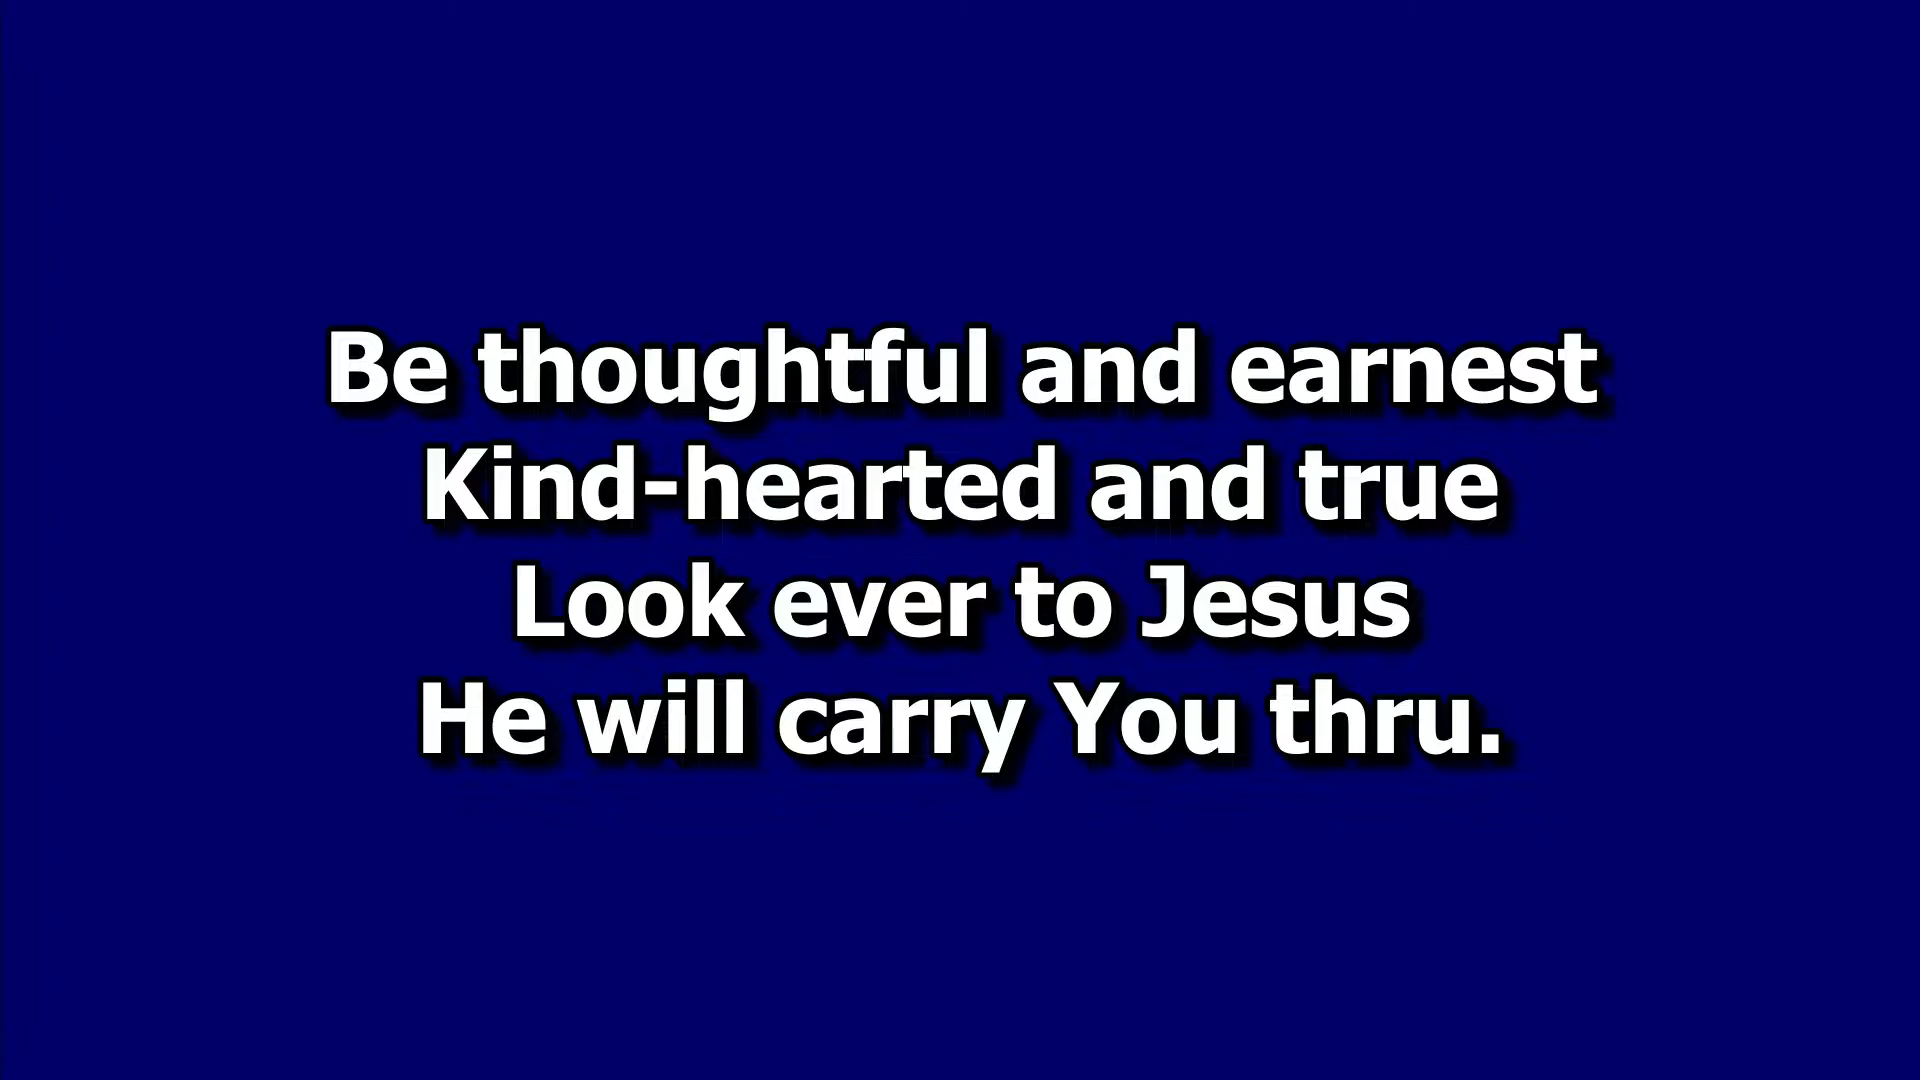 Be thoughtful and earnest
Kind-hearted and true
Look ever to Jesus
He will carry You thru.